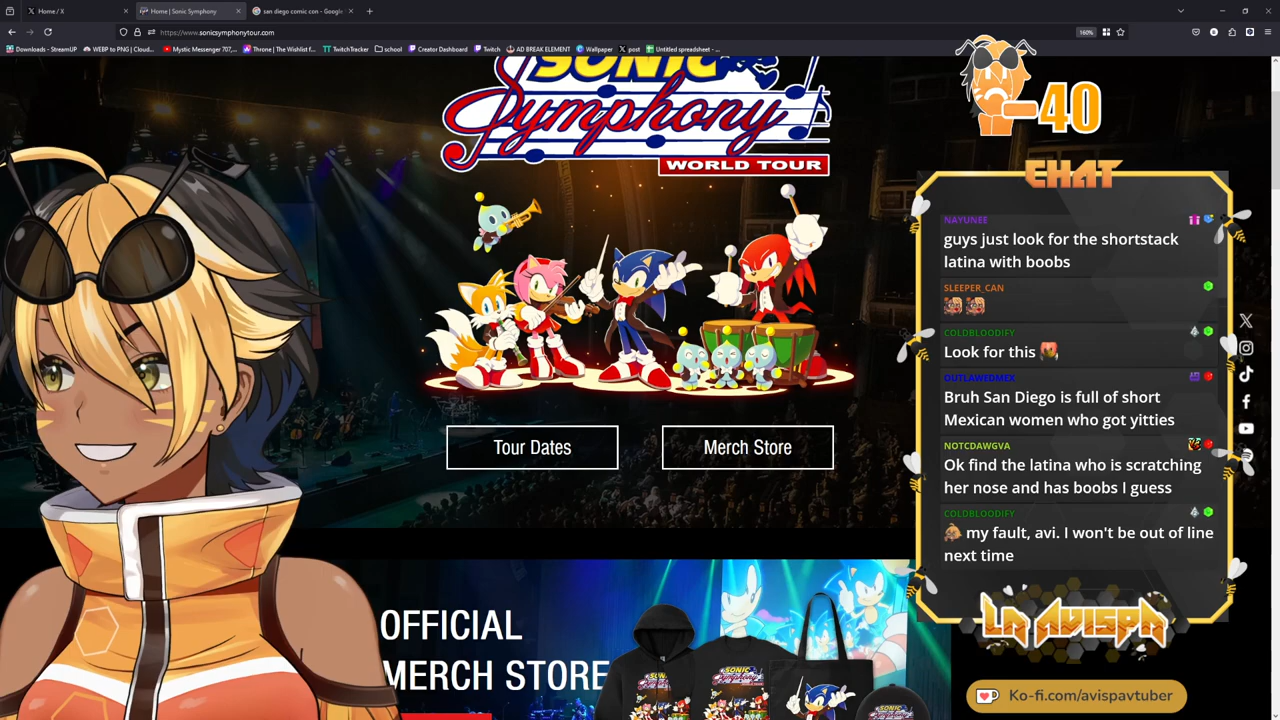 Home / X
Home | Sonic Symphony
san diego comic con - Google
https://www.sonicsymphonytour.com
160%
Downloads - StreamUP
WEBP to PNG | Cloud...
Mystic Messenger 707,...
Throne | The Wishlist f...
TwitchTracker
school
Creator Dashboard
Twitch
AD BREAK ELEMENT
Wallpaper
post
Untitled spreadsheet - ...
SONIC
Symphony
WORLD TOUR
-40
CHAT
NAYUNEE
guys just look for the shortstack
latina with boobs
SLEEPER_CAN
COLDBLOODIFY
Look for this
OUTLAWEDMEX
Bruh San Diego is full of short
Mexican women who got yitties
NOTCDAWGVA
Ok find the latina who is scratching
her nose and has boobs I guess
COLDBLOODIFY
my fault, avi. I won't be out of line
next time
Tour Dates
Merch Store
LA AVISPA
OFFICIAL
MERCH STORE
Ko-fi.com/avispavtuber